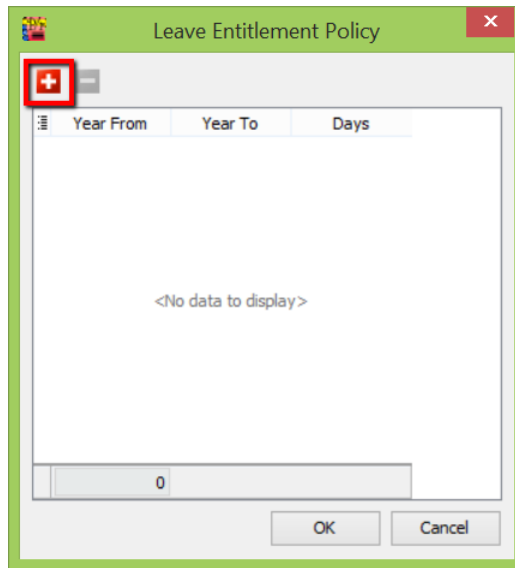 Leave Entitlement Policy
Year From Year To Days
<No data to display>
0
OK Cancel